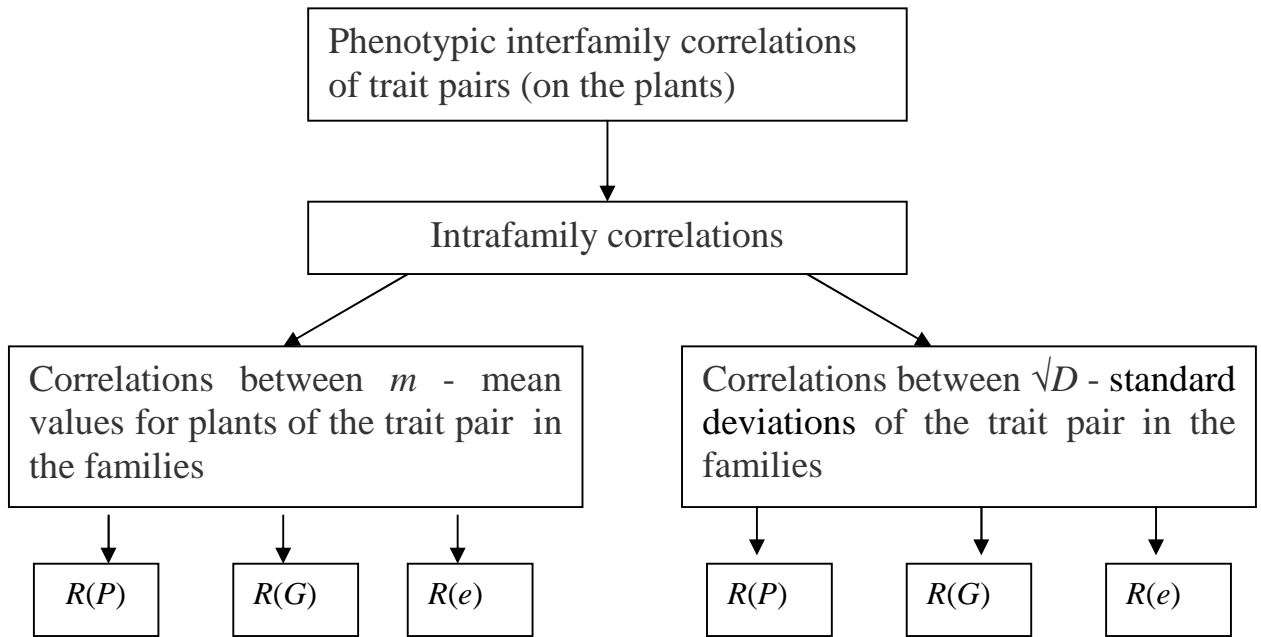 Phenotypic interfamily correlations
of trait pairs (on the plants)
Intrafamily correlations
Correlations between m - mean
values for plants of the trait pair in
the families
Correlations between √D - standard
deviations of the trait pair in the
families
R(P)
R(G)
R(e)
R(P)
R(G)
R(e)